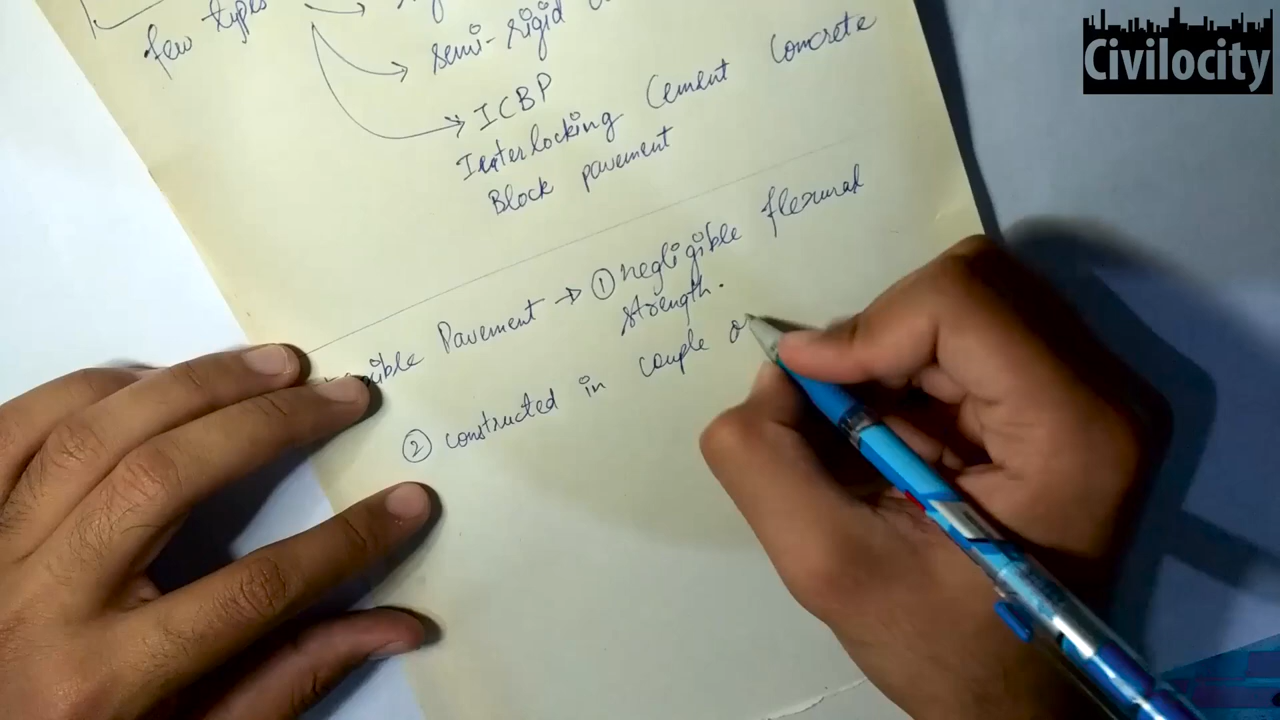 few types
semi-rigid
ICBP
Interlocking Cement Concrete
Block pavement
Pavement → ① negligible flexural
strength.
② constructed in couple o
Civilocity